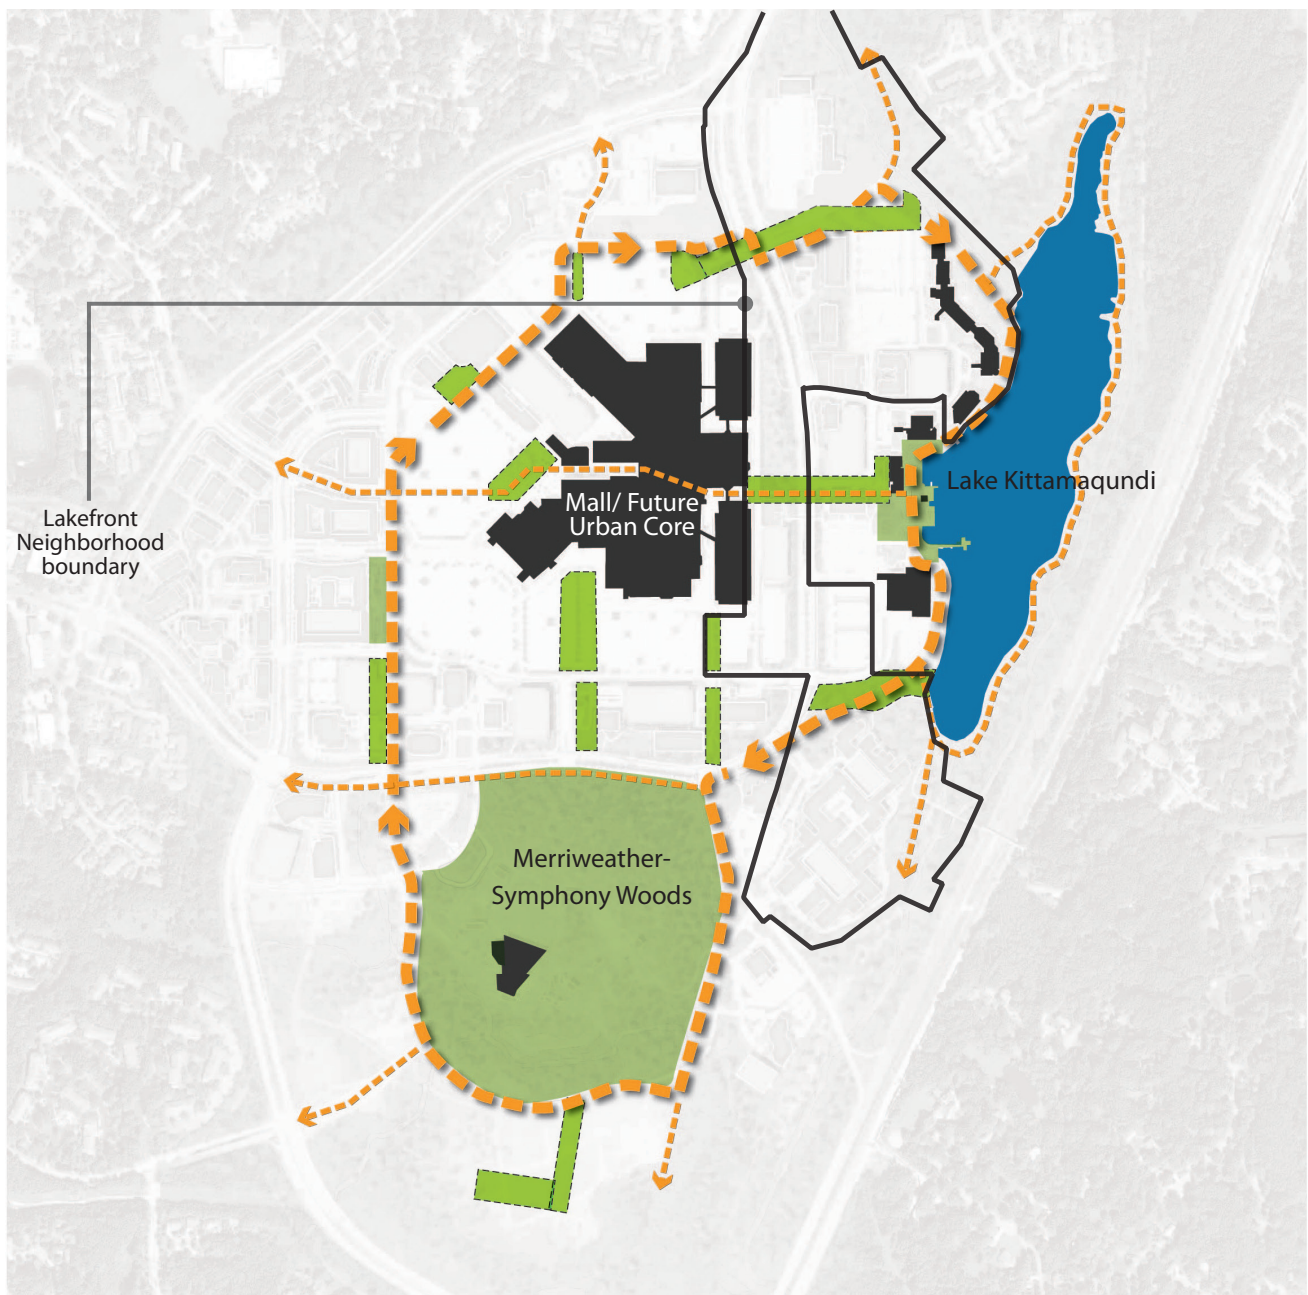 Lake Kittamaqundi
Mall/ Future
Urban Core
Lakefront
Neighborhood
boundary
Merriweather-
Symphony Woods